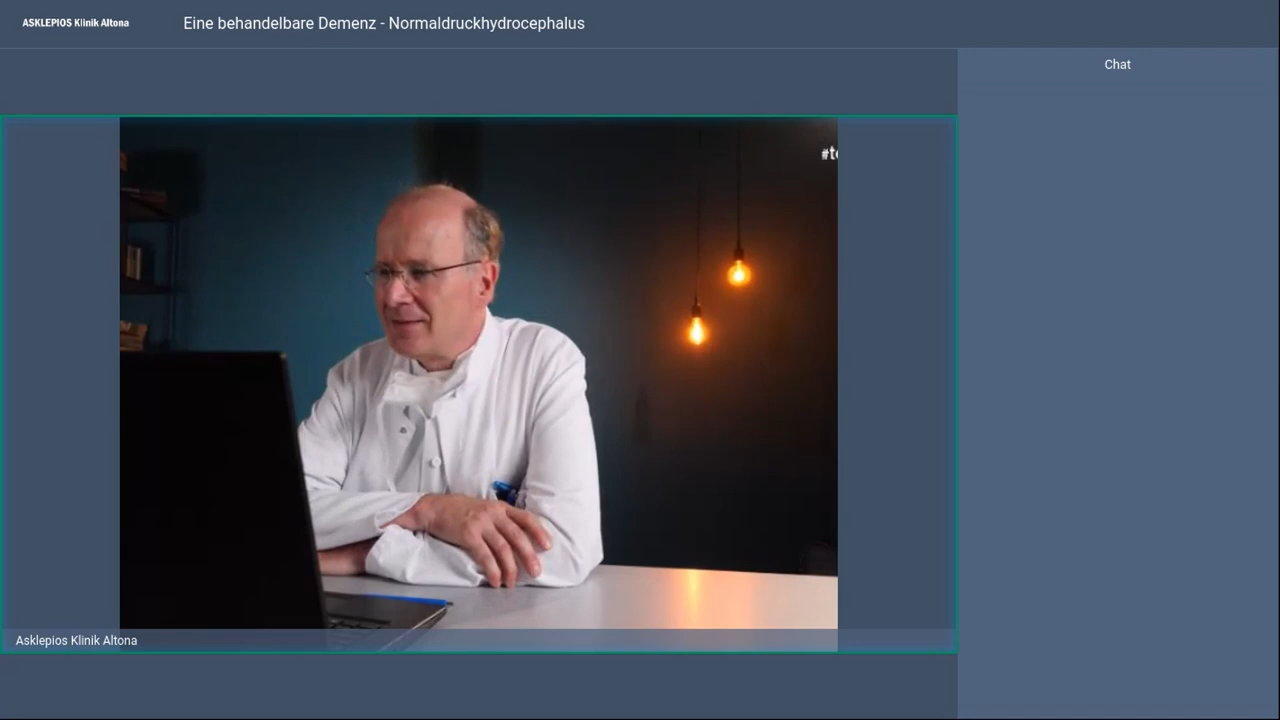 ASKLEPIOS Klinik Altona
Eine behandelbare Demenz - Normaldruckhydrocephalus
Chat
#t
Asklepios Klinik Altona